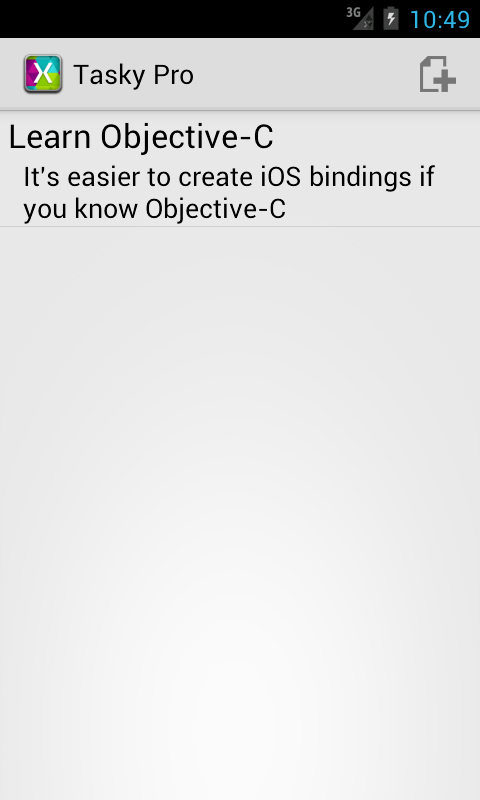 3G
10:49
X
Tasky Pro
Learn Objective-C
It's easier to create iOS bindings if
you know Objective-C